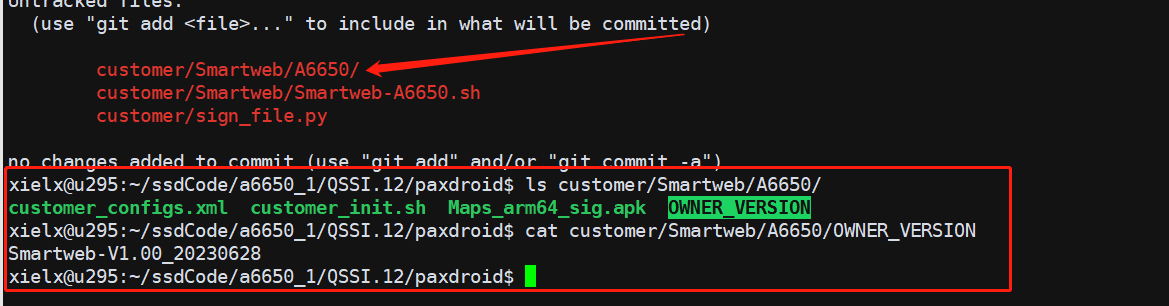 Untracked files:
(use "git add <file>..." to include in what will be committed)
customer/Smartweb/A6650/
customer/Smartweb/Smartweb-A6650.sh
customer/sign_file.py
no changes added to commit (use "git add" and/or "git commit -a")
xielx@u295:~/ssdCode/a6650_1/QSSI.12/paxdroid$ ls customer/Smartweb/A6650/
customer_configs.xml  customer_init.sh  Maps_arm64_sig.apk  OWNER_VERSION
xielx@u295:~/ssdCode/a6650_1/QSSI.12/paxdroid$ cat customer/Smartweb/A6650/OWNER_VERSION
Smartweb-V1.00_20230628
xielx@u295:~/ssdCode/a6650_1/QSSI.12/paxdroid$